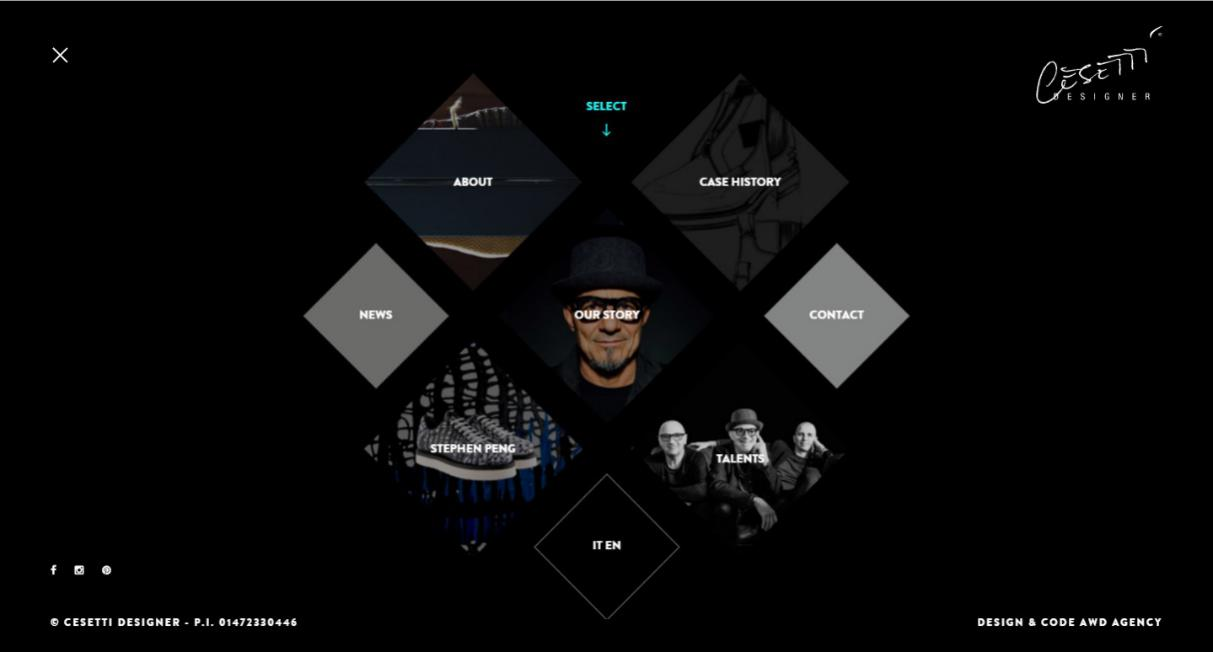 CESETTI
DESIGNER
SELECT
ABOUT
CASE HISTORY
NEWS
OUR STORY
CONTACT
STEPHEN PENG
TALENTS
IT EN
© CESETTI DESIGNER - P.I. 01472330446
DESIGN & CODE AWD AGENCY